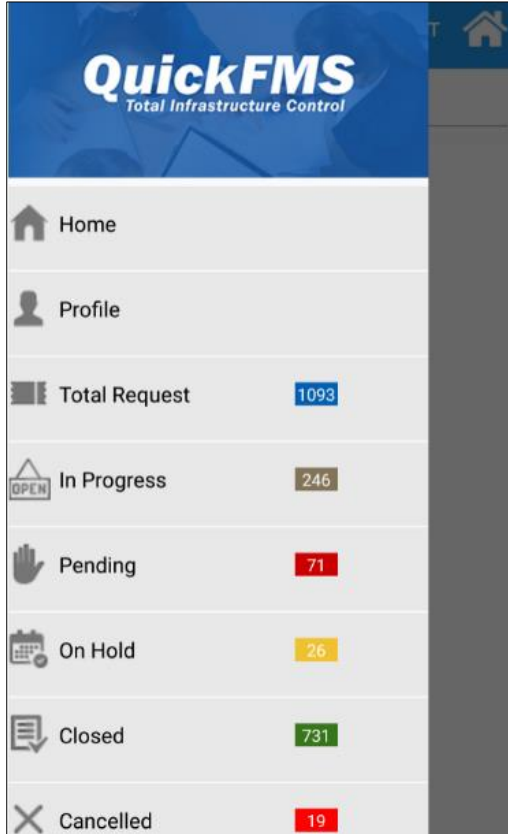 T
QuickFMS
Total Infrastructure Control
Home
Profile
Total Request 1093
OPEN In Progress 246
Pending 71
On Hold 26
Closed 731
Cancelled 19